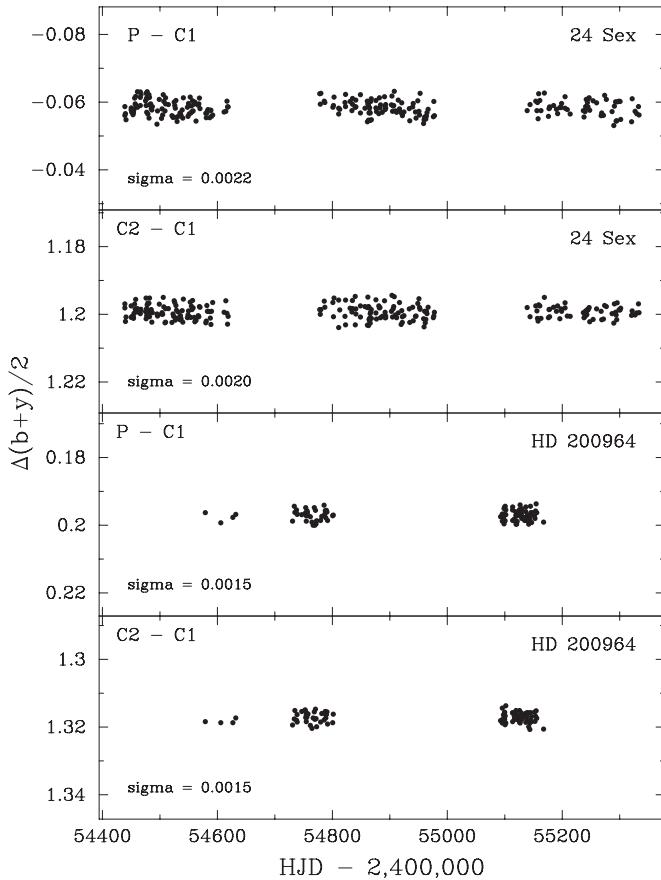 P − C1 24 Sex
−0.08
−0.06
−0.04
sigma = 0.0022
C2 − C1 24 Sex
1.18
1.2
1.22
sigma = 0.0020
Δ(b+y)/2
P − C1 HD 200964
0.18
0.2
0.22
sigma = 0.0015
C2 − C1 HD 200964
1.3
1.32
1.34
sigma = 0.0015
54400 54600 54800 55000 55200
HJD − 2,400,000